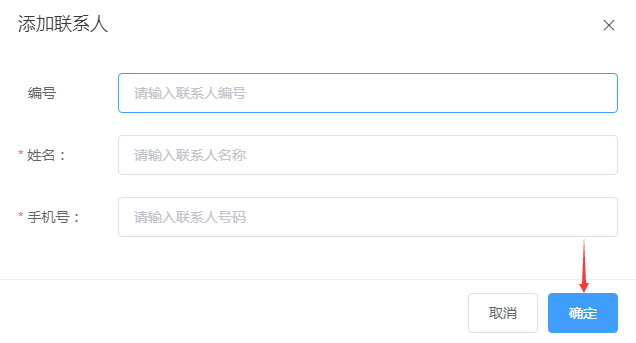 添加联系人
编号
请输入联系人编号
* 姓名：
请输入联系人名称
* 手机号：
请输入联系人号码
取消
确定